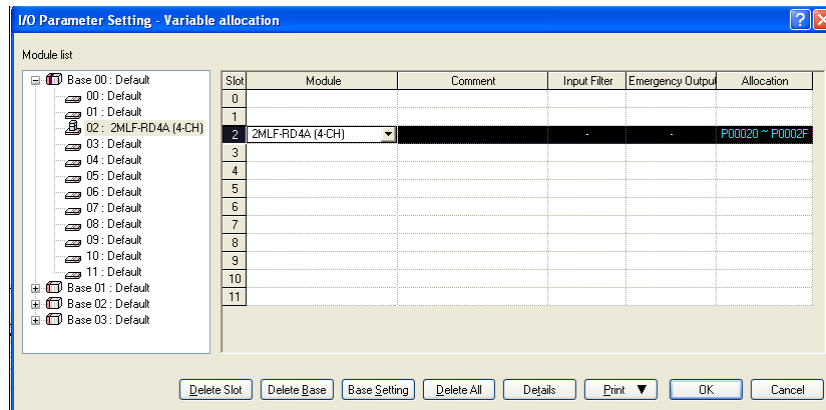 I/O Parameter Setting - Variable allocation
Module list
Base 00 : Default
00 : Default
01 : Default
02 : 2MLF-RD4A (4-CH)
03 : Default
04 : Default
05 : Default
06 : Default
07 : Default
08 : Default
09 : Default
10 : Default
11 : Default
Base 01 : Default
Base 02 : Default
Base 03 : Default
Slot Module Comment Input Filter Emergency Output Allocation
0
1
2 2MLF-RD4A (4-CH) - - P00020 ~ P0002F
3
4
5
6
7
8
9
10
11
Delete Slot Delete Base Base Setting Delete All Details Print ▼ OK Cancel